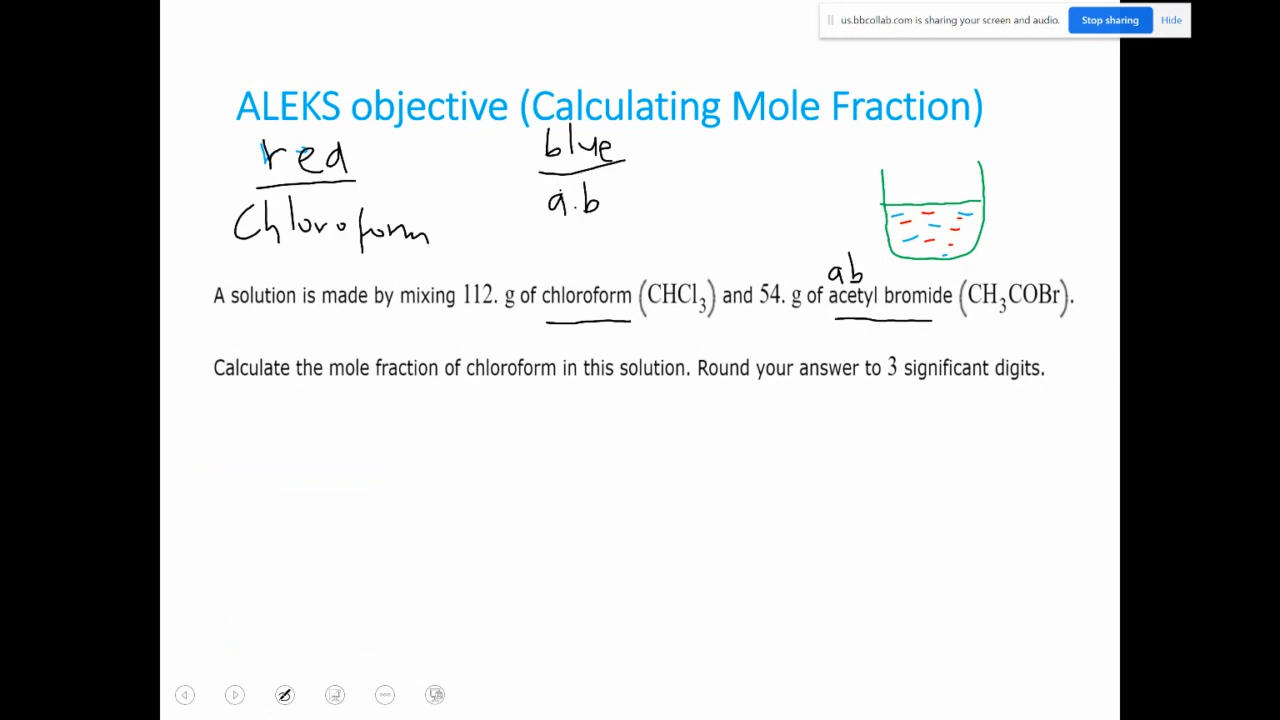 us.bbcollab.com is sharing your screen and audio. Stop sharing Hide
ALEKS objective (Calculating Mole Fraction)
red blue
Chloroform a.b
ab
A solution is made by mixing 112. g of chloroform (CHCl₃) and 54. g of acetyl bromide (CH₃COBr).
Calculate the mole fraction of chloroform in this solution. Round your answer to 3 significant digits.